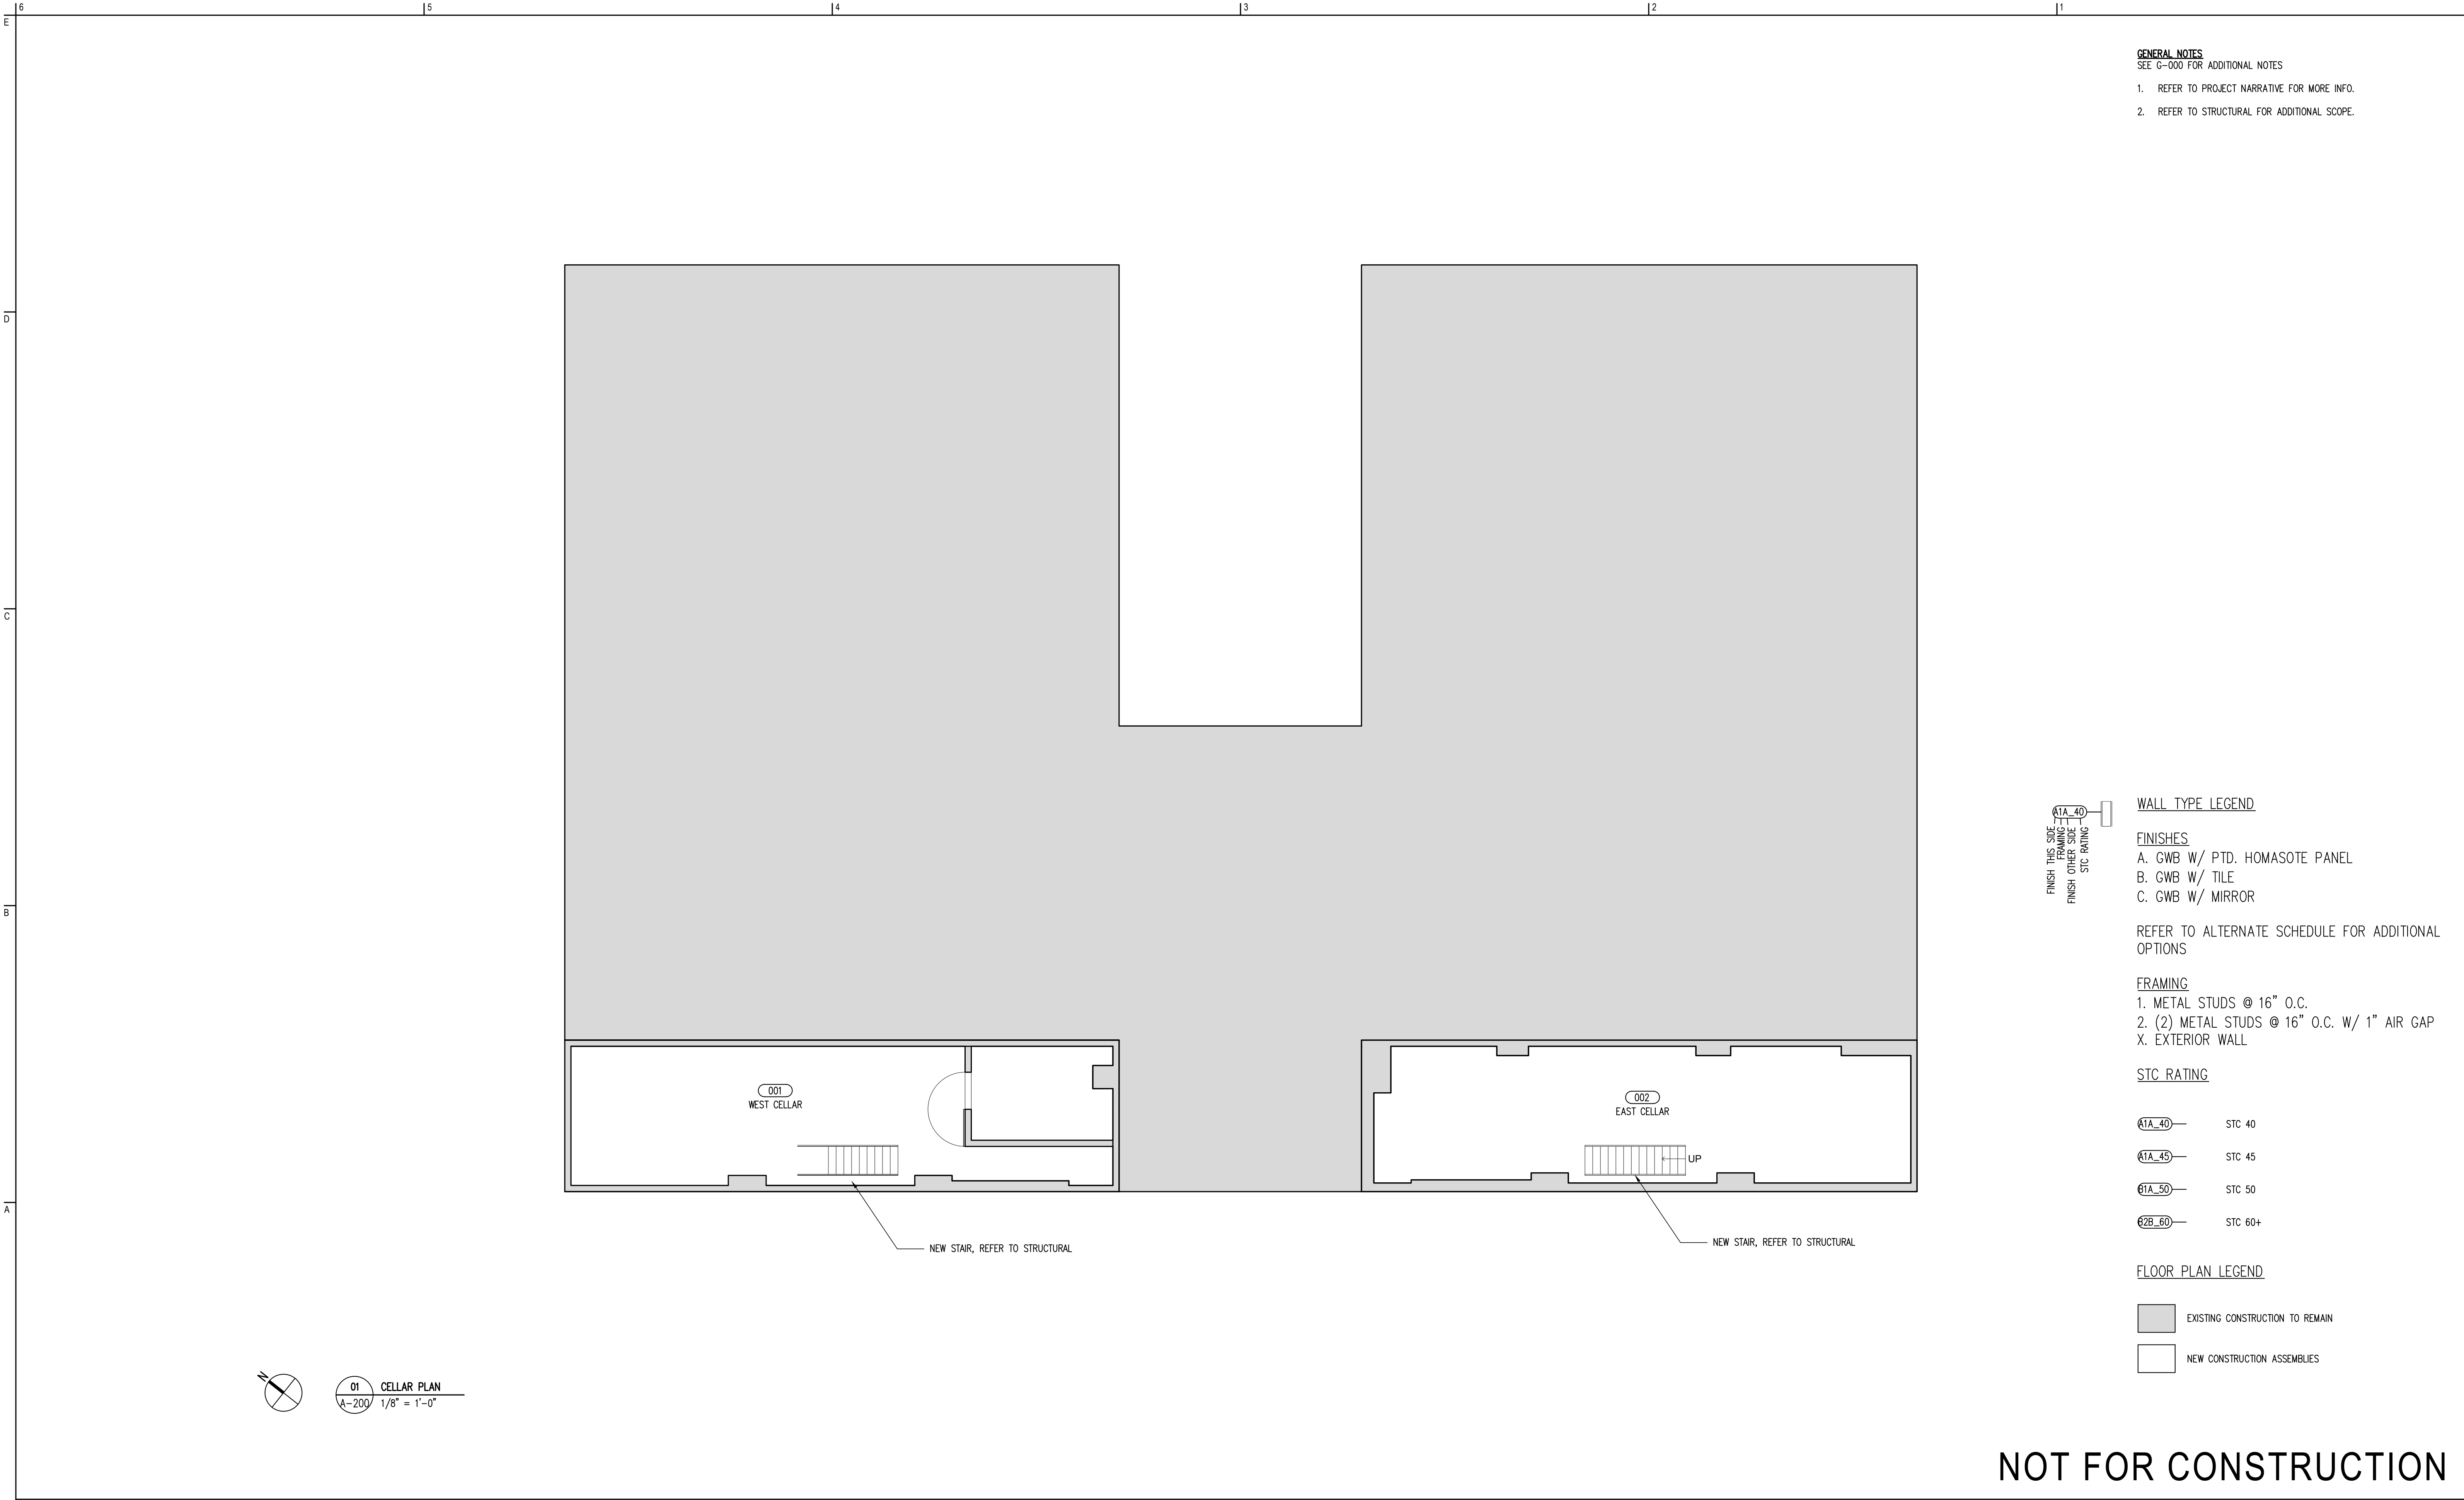 6
5
4
3
2
1
E
D
C
B
A
GENERAL NOTES
SEE G-000 FOR ADDITIONAL NOTES
1. REFER TO PROJECT NARRATIVE FOR MORE INFO.
2. REFER TO STRUCTURAL FOR ADDITIONAL SCOPE.
WALL TYPE LEGEND
A1A_40
FINISH THIS SIDE
FRAMING
FINISH OTHER SIDE
STC RATING
FINISHES
A. GWB W/ PTD. HOMASOTE PANEL
B. GWB W/ TILE
C. GWB W/ MIRROR
REFER TO ALTERNATE SCHEDULE FOR ADDITIONAL
OPTIONS
FRAMING
1. METAL STUDS @ 16" O.C.
2. (2) METAL STUDS @ 16" O.C. W/ 1" AIR GAP
X. EXTERIOR WALL
STC RATING
A1A_40 STC 40
A1A_45 STC 45
B1A_50 STC 50
B2B_60 STC 60+
FLOOR PLAN LEGEND
EXISTING CONSTRUCTION TO REMAIN
NEW CONSTRUCTION ASSEMBLIES
001
WEST CELLAR
002
EAST CELLAR
UP
NEW STAIR, REFER TO STRUCTURAL
NEW STAIR, REFER TO STRUCTURAL
N
01 CELLAR PLAN
A-200 1/8" = 1'-0"
NOT FOR CONSTRUCTION